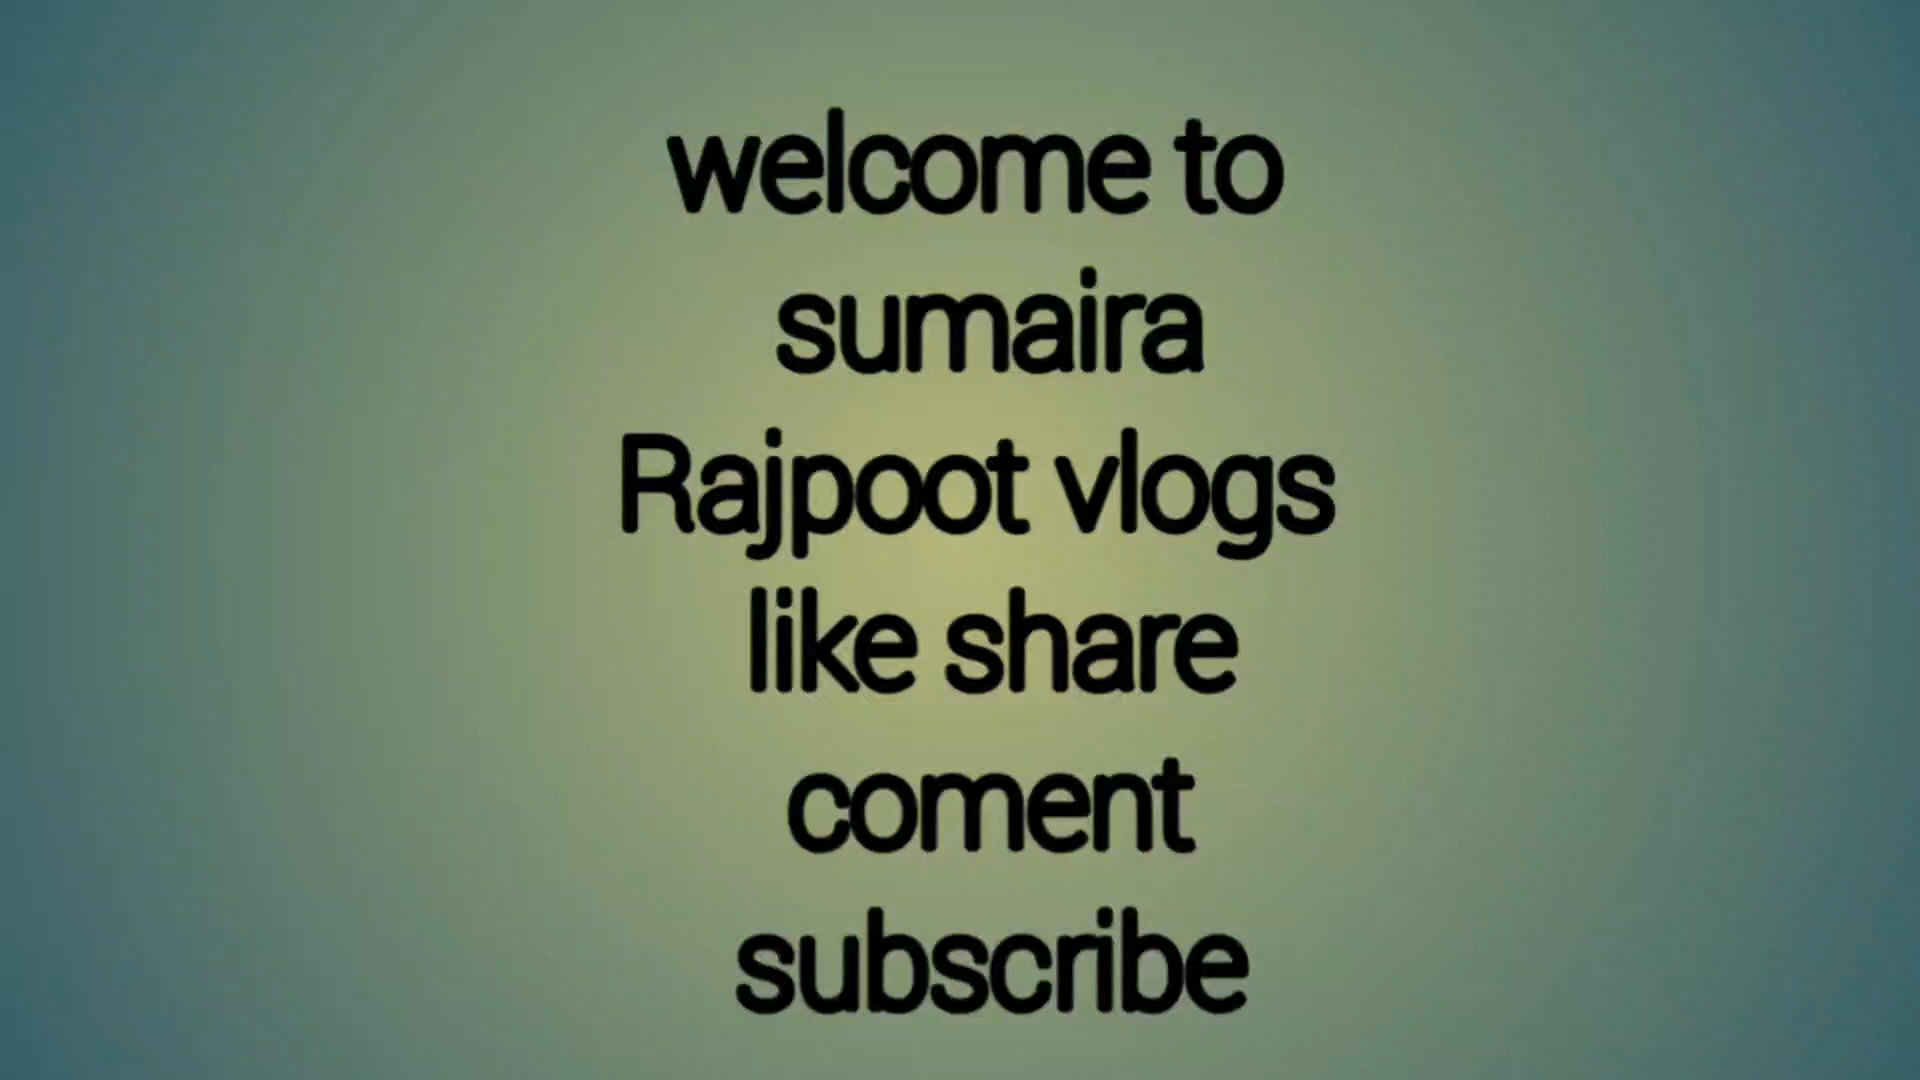 welcome to
sumaira
Rajpoot vlogs
like share
coment
subscribe